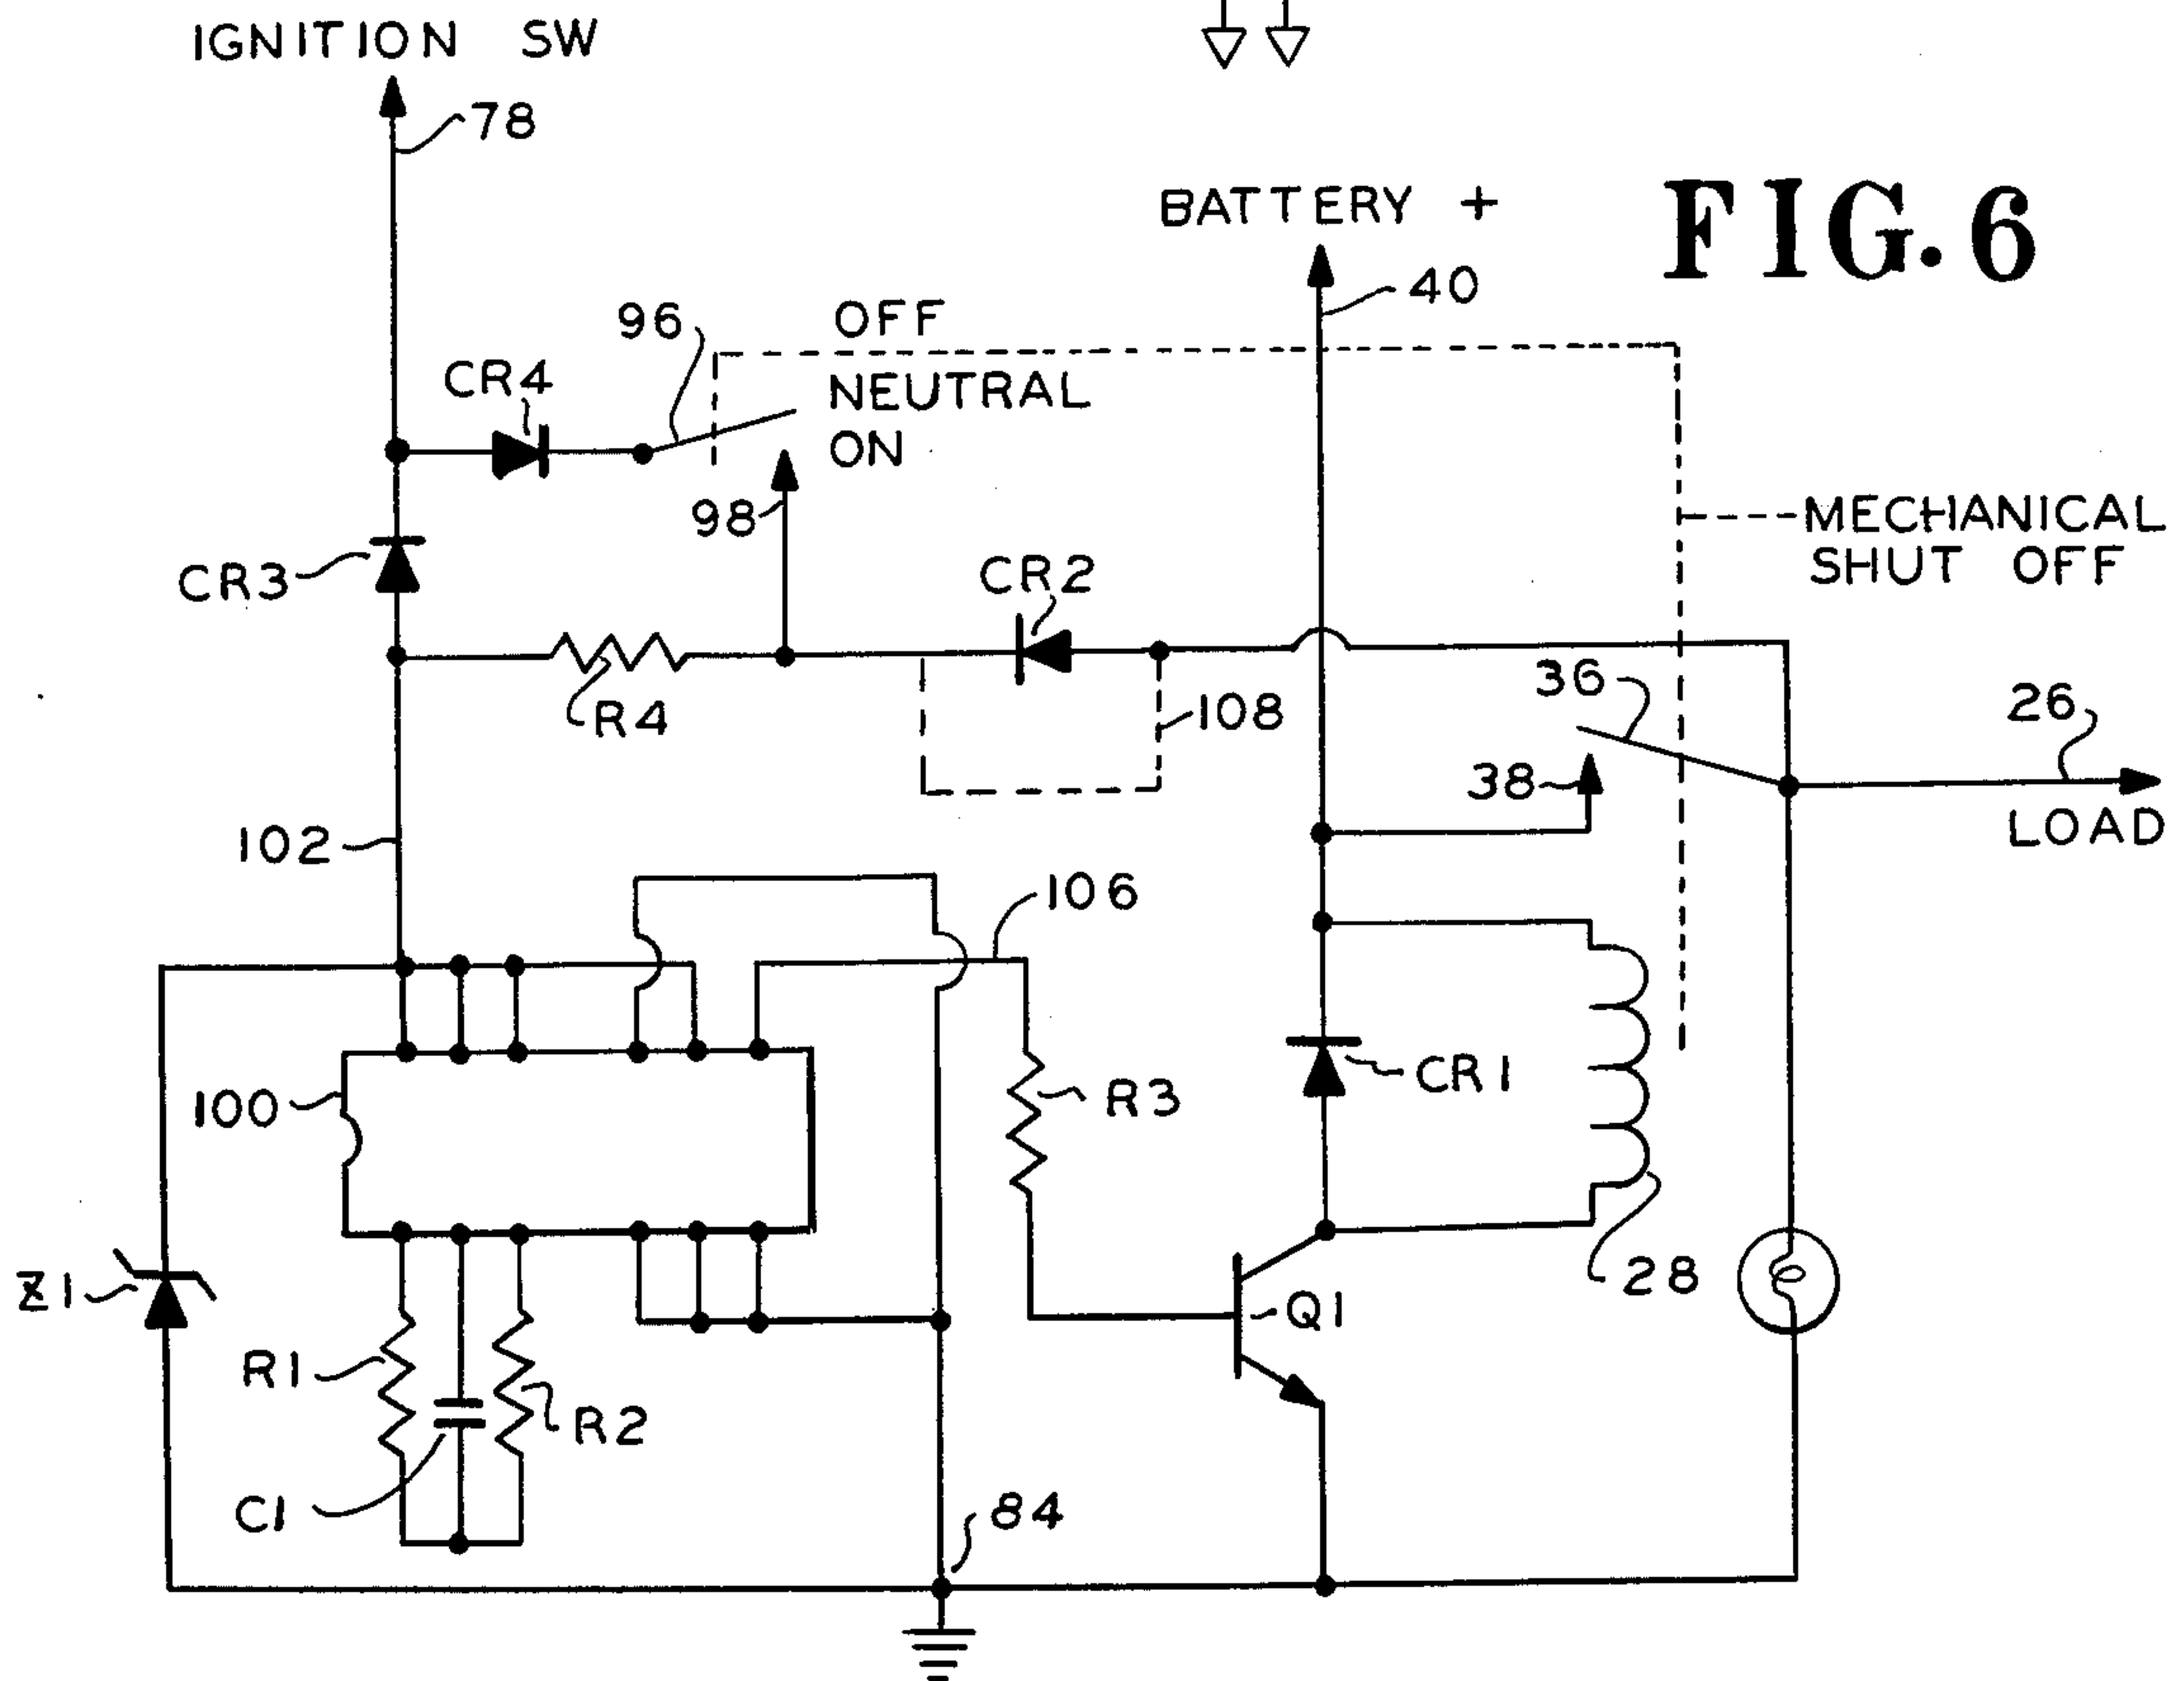 IGNITION SW
78
BATTERY +
FIG. 6
40
96
OFF
CR4
NEUTRAL
ON
98
MECHANICAL
SHUT OFF
CR3
CR2
36
26
R4
108
38
LOAD
102
106
100
R3
CR1
Z1
28
Q1
R1
R2
C1
84